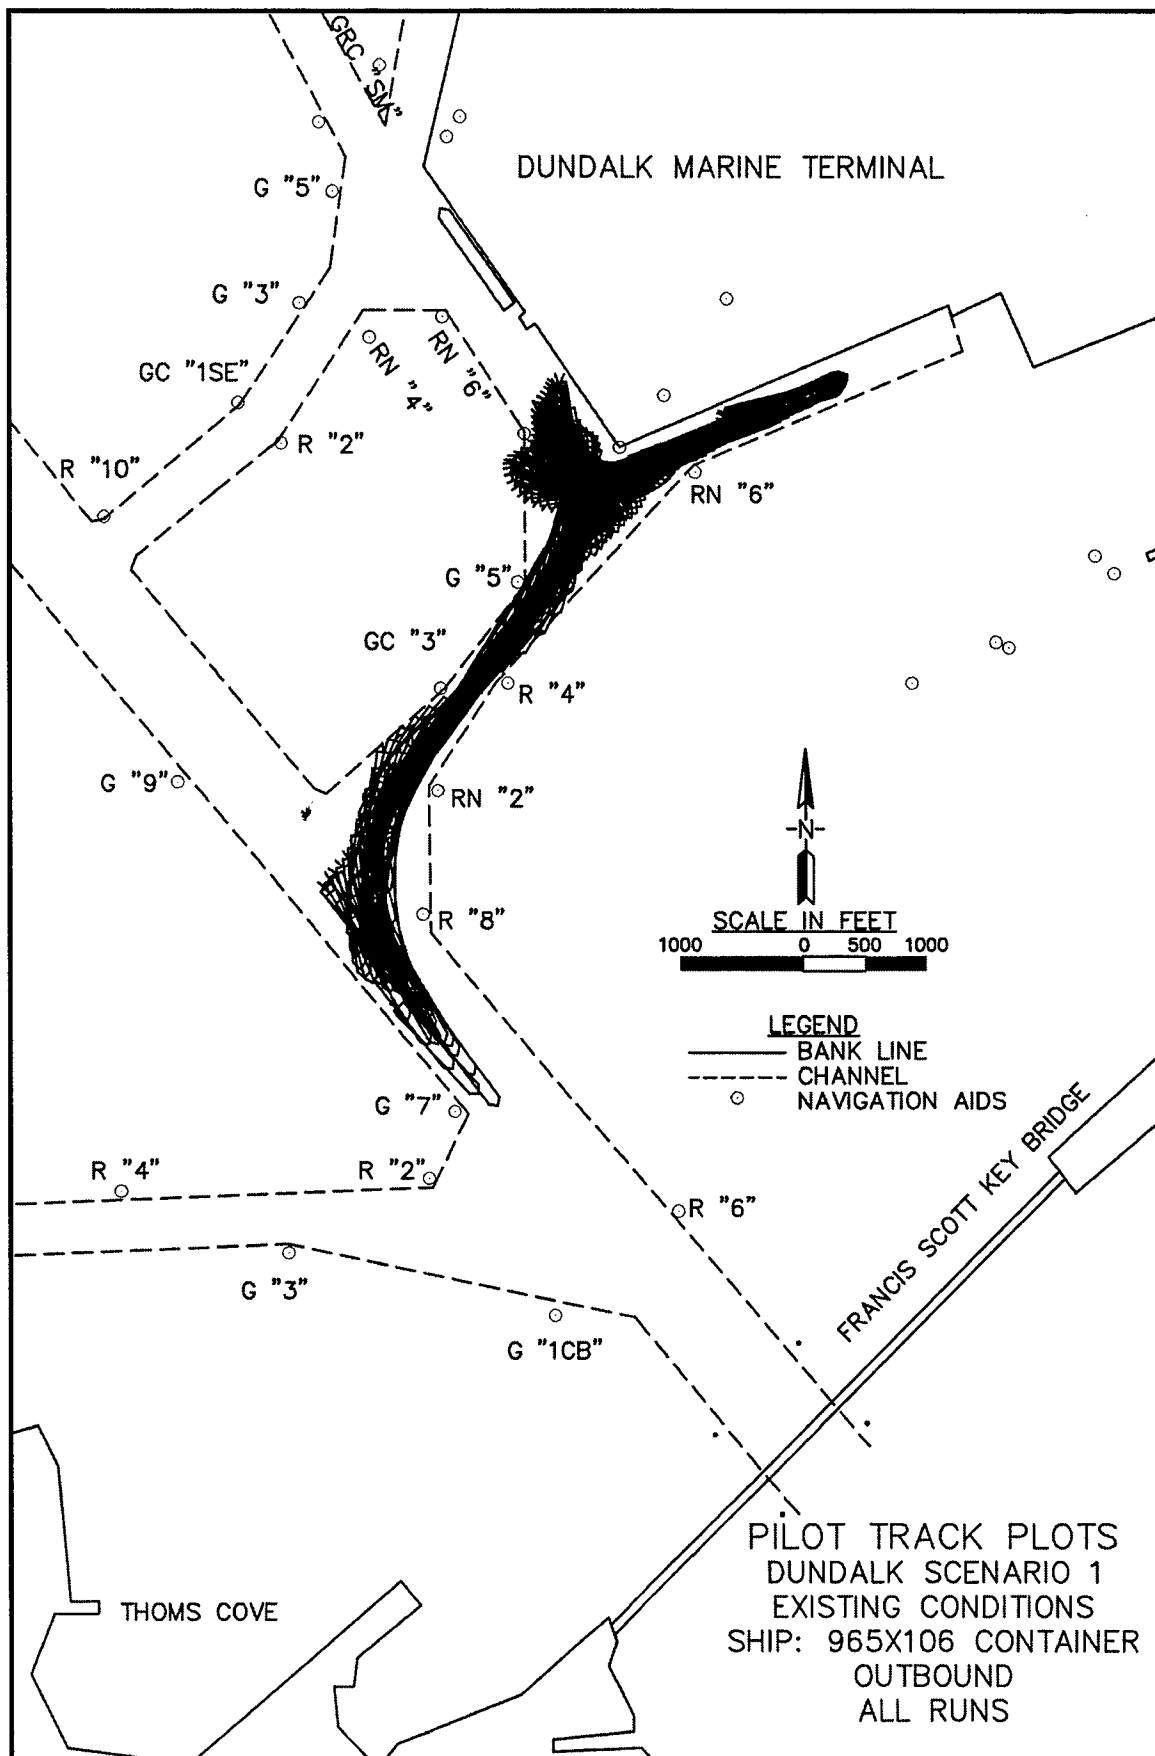 GRC "SM"
DUNDALK MARINE TERMINAL
G "5"
G "3"
GC "1SE"
RN "4"
RN "6"
R "2"
R "10"
RN "6"
G "5"
GC "3"
R "4"
G "9"
RN "2"
-N-
R "8"
SCALE IN FEET
1000 0 500 1000
LEGEND
BANK LINE
CHANNEL
NAVIGATION AIDS
G "7"
R "4"
R "2"
R "6"
FRANCIS SCOTT KEY BRIDGE
G "3"
G "1CB"
THOMS COVE
PILOT TRACK PLOTS
DUNDALK SCENARIO 1
EXISTING CONDITIONS
SHIP: 965X106 CONTAINER
OUTBOUND
ALL RUNS